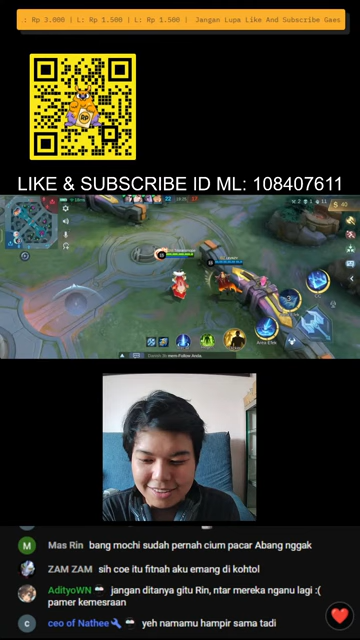 : Rp 3.000 | L: Rp 1.500 | L: Rp 1.500 | Jangan Lupa Like And Subscribe Gaes
LIKE & SUBSCRIBE ID ML: 108407611
Mas Rin bang mochi sudah pernah cium pacar Abang nggak
ZAM ZAM sih coe itu fitnah aku emang di kohtol
AdityoWN jangan ditanya gitu Rin, ntar mereka nganu lagi :(
pamer kemesraan
ceo of Nathee yeh namamu hampir sama tadi